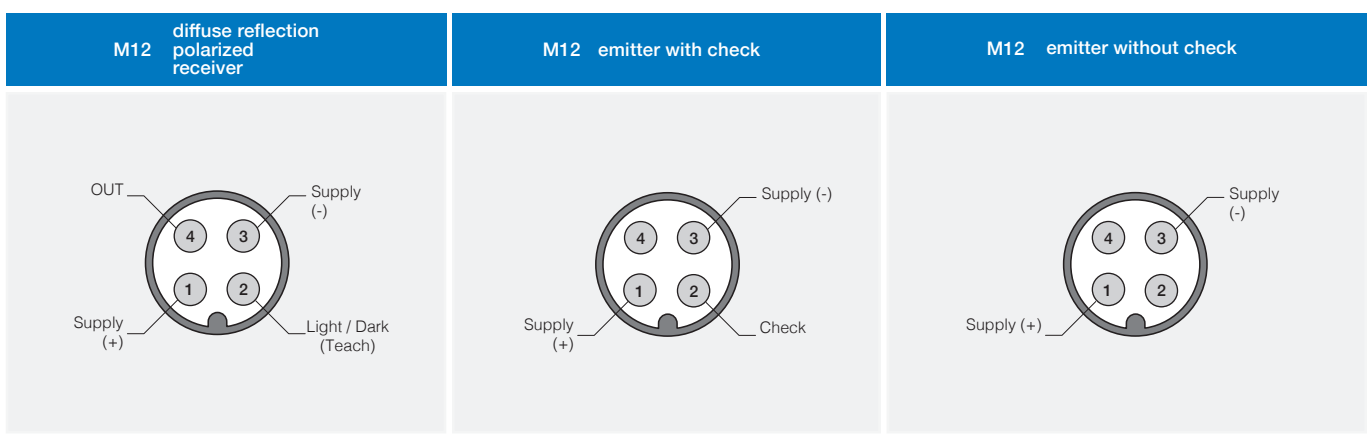 M12
diffuse reflection
polarized
receiver
M12 emitter with check
M12 emitter without check
OUT
Supply
(-)
4
3
1
2
Supply
(+)
Light / Dark
(Teach)
Supply (-)
4
3
1
2
Supply
(+)
Check
Supply
(-)
4
3
1
2
Supply (+)